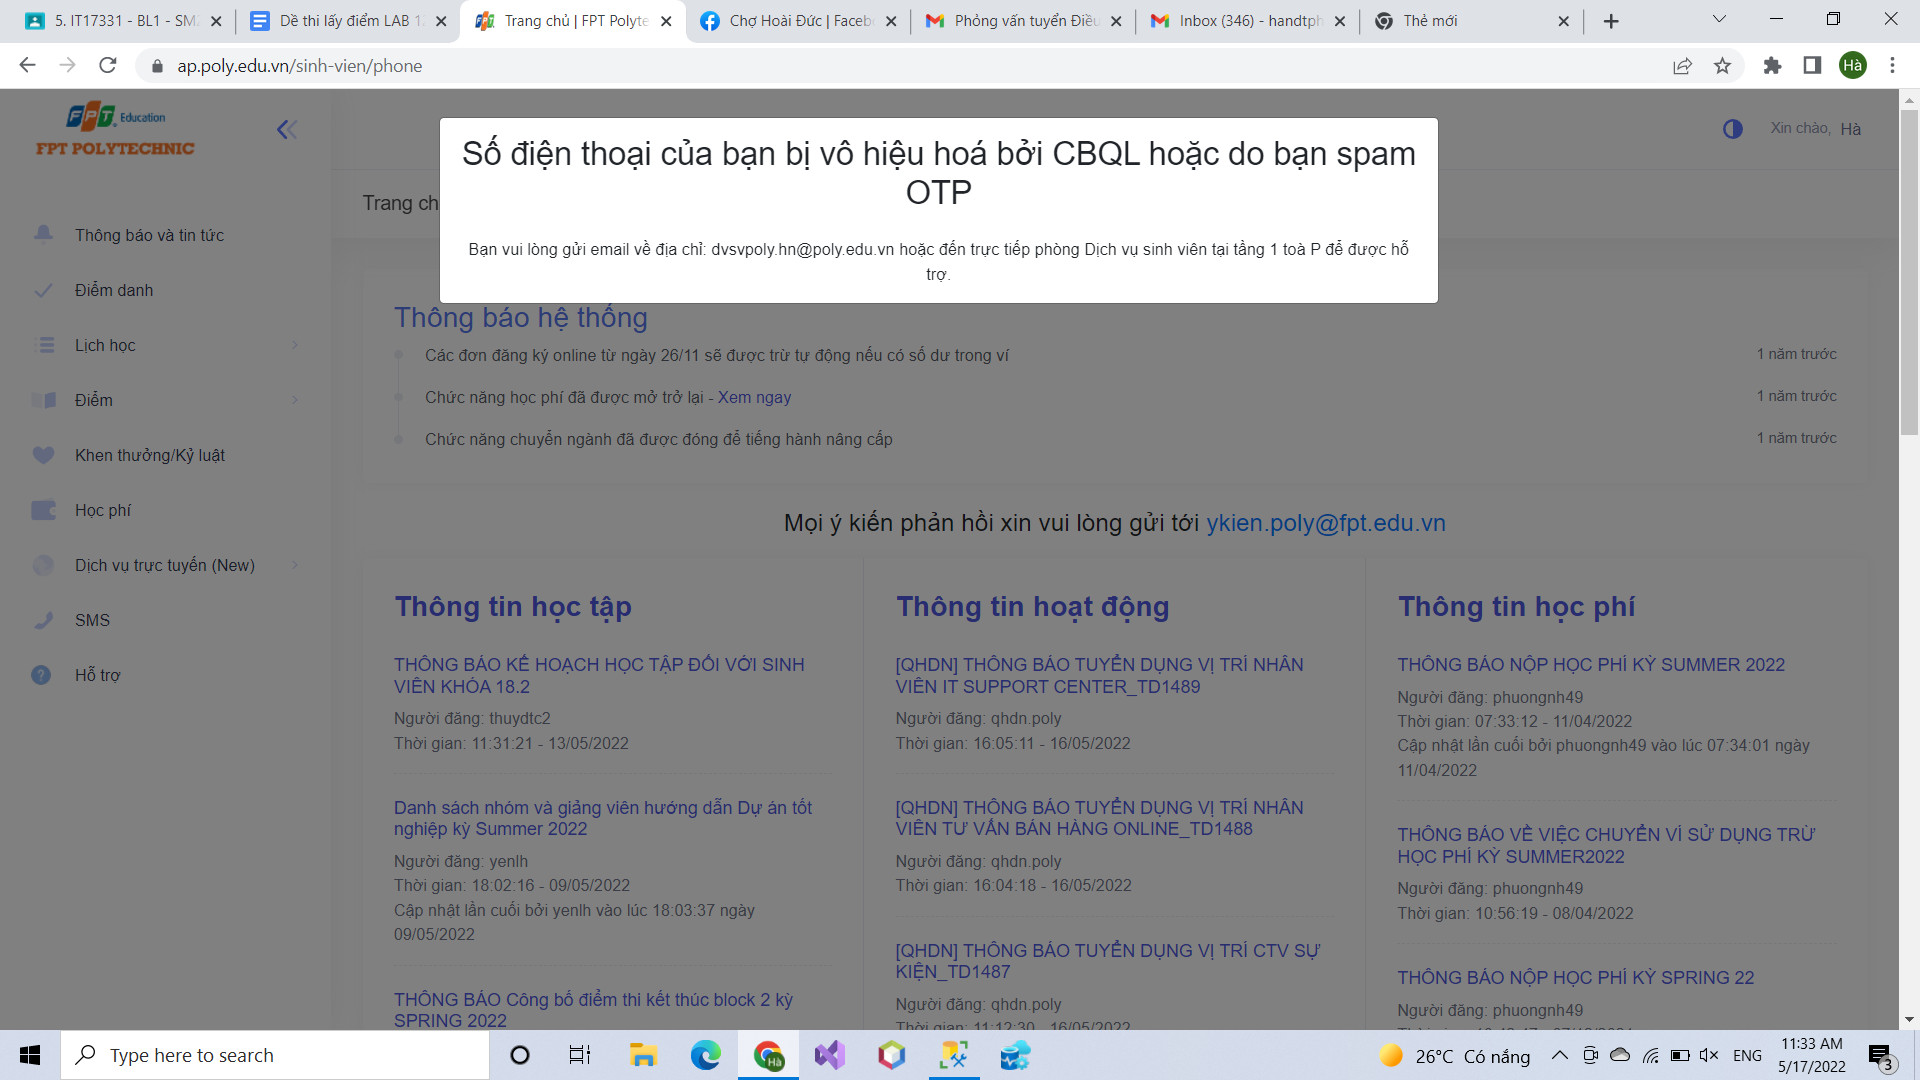 5. IT17331 - BL1 - SM2
Dề thi lấy điểm LAB 12
Trang chủ | FPT Polyte
Chợ Hoài Đức | Faceb
Phỏng vấn tuyển Điều
Inbox (346) - handtph
Thẻ mới
ap.poly.edu.vn/sinh-vien/phone
Hà
FPT Education
FPT POLYTECHNIC
Xin chào, Hà
Số điện thoại của bạn bị vô hiệu hoá bởi CBQL hoặc do bạn spam
OTP
Bạn vui lòng gửi email về địa chỉ: dvsvpoly.hn@poly.edu.vn hoặc đến trực tiếp phòng Dịch vụ sinh viên tại tầng 1 toà P để được hỗ
trợ.
Trang ch
Thông báo và tin tức
Điểm danh
Lịch học
Điểm
Khen thưởng/Kỷ luật
Học phí
Dịch vụ trực tuyến (New)
SMS
Hỗ trợ
Thông báo hệ thống
Các đơn đăng ký online từ ngày 26/11 sẽ được trừ tự động nếu có số dư trong ví
1 năm trước
Chức năng học phí đã được mở trở lại - Xem ngay
1 năm trước
Chức năng chuyển ngành đã được đóng để tiếng hành nâng cấp
1 năm trước
Mọi ý kiến phản hồi xin vui lòng gửi tới ykien.poly@fpt.edu.vn
Thông tin học tập
THÔNG BÁO KẾ HOẠCH HỌC TẬP ĐỐI VỚI SINH
VIÊN KHÓA 18.2
Người đăng: thuydtc2
Thời gian: 11:31:21 - 13/05/2022
Danh sách nhóm và giảng viên hướng dẫn Dự án tốt
nghiệp kỳ Summer 2022
Người đăng: yenlh
Thời gian: 18:02:16 - 09/05/2022
Cập nhật lần cuối bởi yenlh vào lúc 18:03:37 ngày
09/05/2022
THÔNG BÁO Công bố điểm thi kết thúc block 2 kỳ
SPRING 2022
Thông tin hoạt động
[QHDN] THÔNG BÁO TUYỂN DỤNG VỊ TRÍ NHÂN
VIÊN IT SUPPORT CENTER_TD1489
Người đăng: qhdn.poly
Thời gian: 16:05:11 - 16/05/2022
[QHDN] THÔNG BÁO TUYỂN DỤNG VỊ TRÍ NHÂN
VIÊN TƯ VẤN BÁN HÀNG ONLINE_TD1488
Người đăng: qhdn.poly
Thời gian: 16:04:18 - 16/05/2022
[QHDN] THÔNG BÁO TUYỂN DỤNG VỊ TRÍ CTV SỰ
KIỆN_TD1487
Người đăng: qhdn.poly
Thời gian: 11:12:30 - 16/05/2022
Thông tin học phí
THÔNG BÁO NỘP HỌC PHÍ KỲ SUMMER 2022
Người đăng: phuongnh49
Thời gian: 07:33:12 - 11/04/2022
Cập nhật lần cuối bởi phuongnh49 vào lúc 07:34:01 ngày
11/04/2022
THÔNG BÁO VỀ VIỆC CHUYỂN VÍ SỬ DỤNG TRỪ
HỌC PHÍ KỲ SUMMER2022
Người đăng: phuongnh49
Thời gian: 10:56:19 - 08/04/2022
THÔNG BÁO NỘP HỌC PHÍ KỲ SPRING 22
Người đăng: phuongnh49
Type here to search
Hà
26°C Có nắng
ENG
11:33 AM
5/17/2022
3